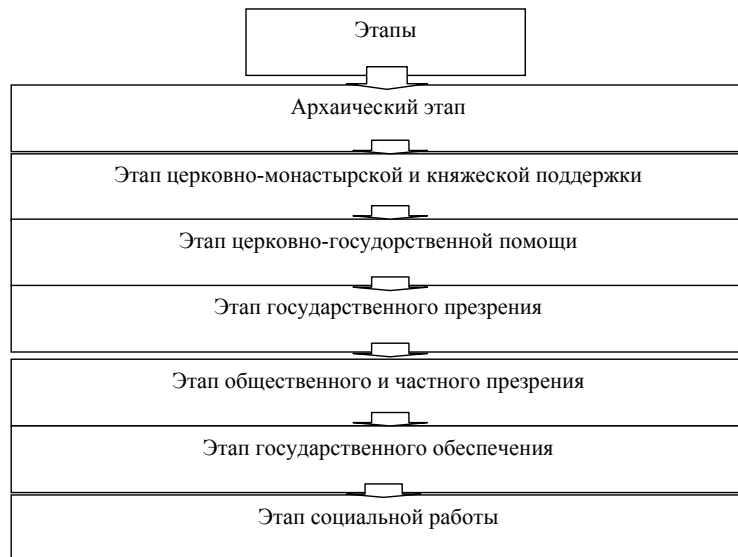 Этапы
Архаический этап
Этап церковно-монастырской и княжеской поддержки
Этап церковно-государственной помощи
Этап государственного презрения
Этап общественного и частного презрения
Этап государственного обеспечения
Этап социальной работы